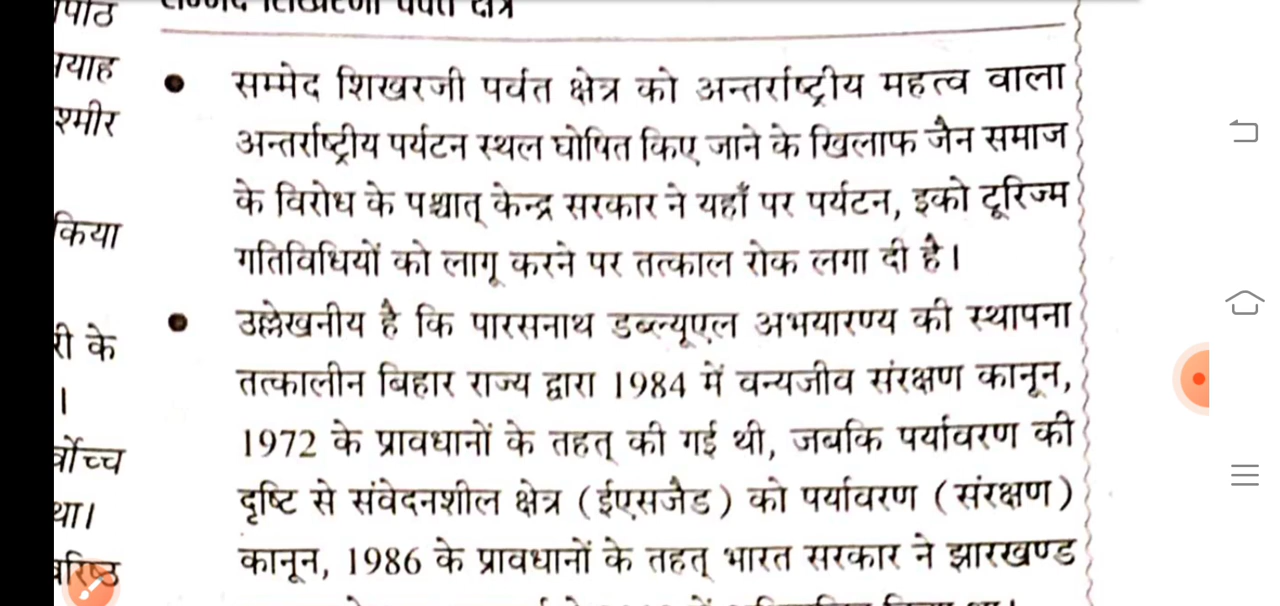 पर्वत क्षेत्र
श्मीर
किया
री के
।
था।
● सम्मेद शिखरजी पर्वत क्षेत्र को अन्तर्राष्ट्रीय महत्व वाला
अन्तर्राष्ट्रीय पर्यटन स्थल घोषित किए जाने के खिलाफ जैन समाज
के विरोध के पश्चात् केन्द्र सरकार ने यहाँ पर पर्यटन, इको टूरिज्म
गतिविधियों को लागू करने पर तत्काल रोक लगा दी है।
● उल्लेखनीय है कि पारसनाथ डब्ल्यूएल अभयारण्य की स्थापना
तत्कालीन बिहार राज्य द्वारा 1984 में वन्यजीव संरक्षण कानून,
1972 के प्रावधानों के तहत् की गई थी, जबकि पर्यावरण की
दृष्टि से संवेदनशील क्षेत्र (ईएसजैड) को पर्यावरण (संरक्षण)
कानून, 1986 के प्रावधानों के तहत् भारत सरकार ने झारखण्ड